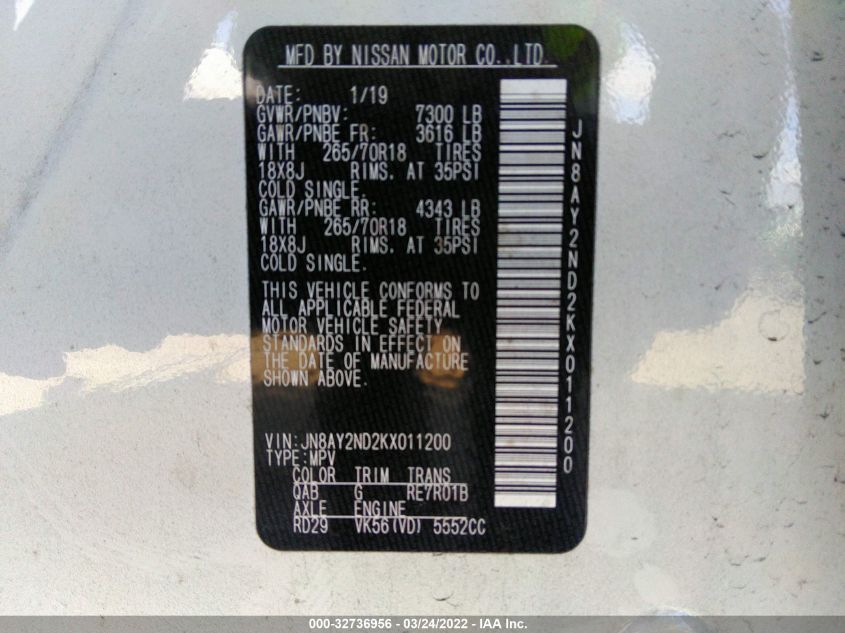 MFD BY NISSAN MOTOR CO.,LTD.
DATE: 1/19
GVWR/PNBV: 7300 LB
GAWR/PNBE FR: 3616 LB
WITH 265/70R18 TIRES
18X8J RIMS. AT 35PSI
COLD SINGLE.
GAWR/PNBE RR: 4343 LB
WITH 265/70R18 TIRES
18X8J RIMS. AT 35PSI
COLD SINGLE.
THIS VEHICLE CONFORMS TO
ALL APPLICABLE FEDERAL
MOTOR VEHICLE SAFETY
STANDARDS IN EFFECT ON
THE DATE OF MANUFACTURE
SHOWN ABOVE.
VIN:JN8AY2ND2KX011200
TYPE:MPV
COLOR TRIM TRANS
QAB G RE7R01B
AXLE ENGINE
RD29 VK56(VD) 5552CC
JN8AY2ND2KX011200
000-32736956 - 03/24/2022 - IAA Inc.